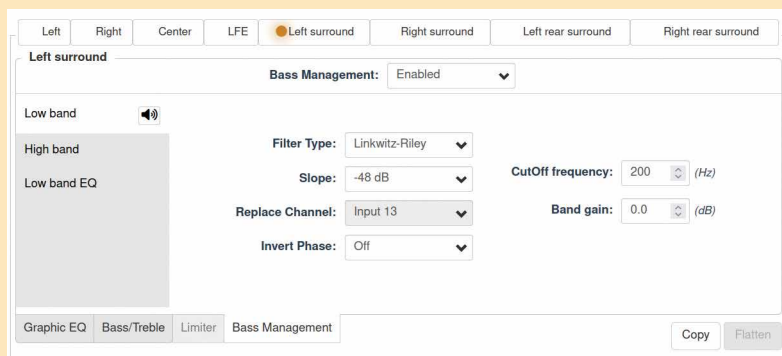 Left Right Center LFE Left surround Right surround Left rear surround Right rear surround
Left surround
Bass Management: Enabled
Low band
High band
Low band EQ
Filter Type: Linkwitz-Riley
Slope: -48 dB
CutOff frequency: 200 (Hz)
Replace Channel: Input 13
Band gain: 0.0 (dB)
Invert Phase: Off
Graphic EQ Bass/Treble Limiter Bass Management
Copy Flatten